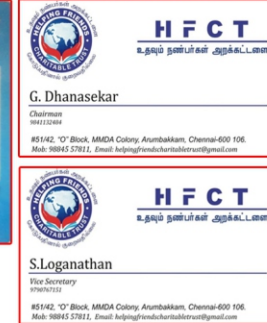 HELPING FRIENDS
CHARITABLE TRUST
H F C T
உதவும் நண்பர்கள் அறக்கட்டளை
G. Dhanasekar
Chairman
9841132484
#51/42, "O" Block, MMDA Colony, Arumbakkam, Chennai-600 106.
Mob: 98845 57811, Email: helpingfriendscharitabletrust@gmail.com
HELPING FRIENDS
CHARITABLE TRUST
H F C T
உதவும் நண்பர்கள் அறக்கட்டளை
S.Loganathan
Vice Secretary
9790767153
#51/42, "O" Block, MMDA Colony, Arumbakkam, Chennai-600 106.
Mob: 98845 57811, Email: helpingfriendscharitabletrust@gmail.com